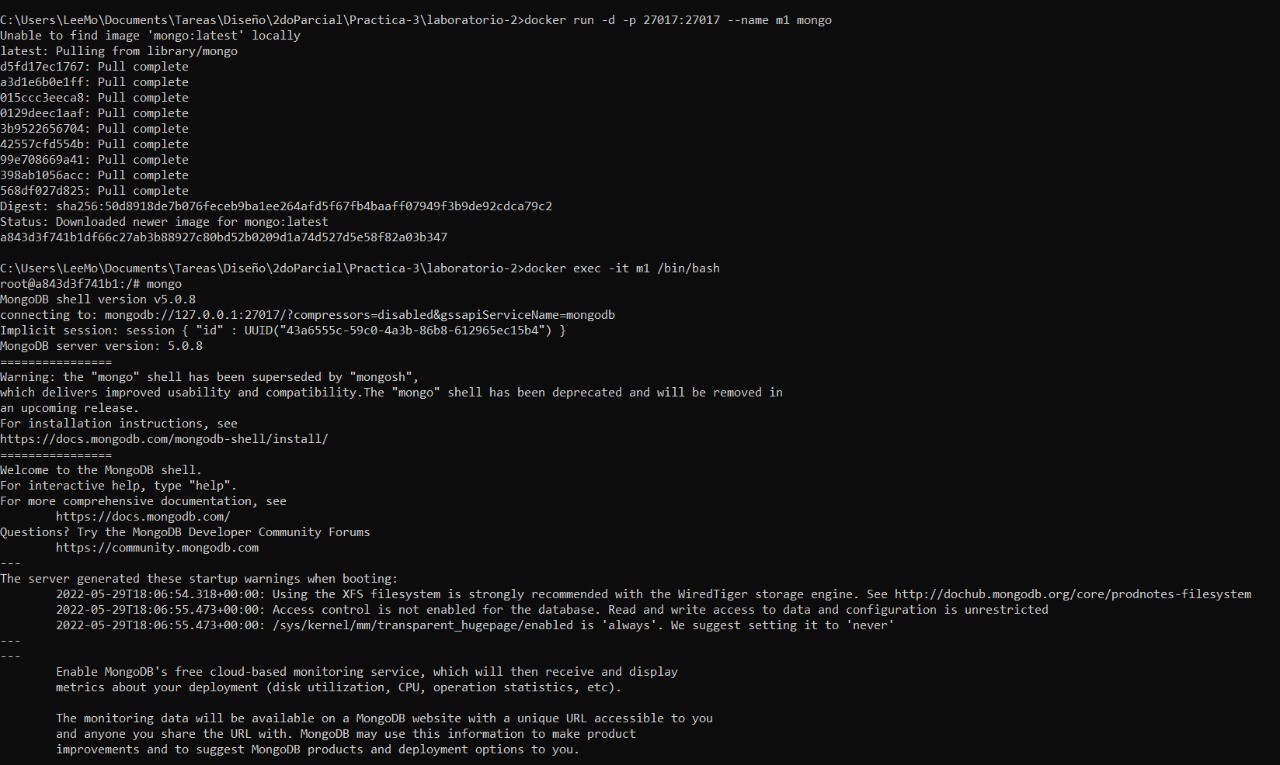 C:\Users\LeeMo\Documents\Tareas\Diseño\2doParcial\Practica-3\laboratorio-2>docker run -d -p 27017:27017 --name m1 mongo
Unable to find image 'mongo:latest' locally
latest: Pulling from library/mongo
d5fd17ec1767: Pull complete
a3d1e6b0e1ff: Pull complete
015ccc3eeca8: Pull complete
0129deec1aaf: Pull complete
3b9522656704: Pull complete
42557cfd554b: Pull complete
99e708669a41: Pull complete
398ab1056acc: Pull complete
568df027d825: Pull complete
Digest: sha256:50d8918de7b076feceb9ba1ee264afd5f67fb4baaff07949f3b9de92cdca79c2
Status: Downloaded newer image for mongo:latest
a843d3f741b1df66c27ab3b88927c80bd52b0209d1a74d527d5e58f82a03b347
C:\Users\LeeMo\Documents\Tareas\Diseño\2doParcial\Practica-3\laboratorio-2>docker exec -it m1 /bin/bash
root@a843d3f741b1:/# mongo
MongoDB shell version v5.0.8
connecting to: mongodb://127.0.0.1:27017/?compressors=disabled&gssapiServiceName=mongodb
Implicit session: session { "id" : UUID("43a6555c-59c0-4a3b-86b8-612965ec15b4") }
MongoDB server version: 5.0.8
================
Warning: the "mongo" shell has been superseded by "mongosh",
which delivers improved usability and compatibility.The "mongo" shell has been deprecated and will be removed in
an upcoming release.
For installation instructions, see
https://docs.mongodb.com/mongodb-shell/install/
================
Welcome to the MongoDB shell.
For interactive help, type "help".
For more comprehensive documentation, see
https://docs.mongodb.com/
Questions? Try the MongoDB Developer Community Forums
https://community.mongodb.com
---
The server generated these startup warnings when booting:
2022-05-29T18:06:54.318+00:00: Using the XFS filesystem is strongly recommended with the WiredTiger storage engine. See http://dochub.mongodb.org/core/prodnotes-filesystem
2022-05-29T18:06:55.473+00:00: Access control is not enabled for the database. Read and write access to data and configuration is unrestricted
2022-05-29T18:06:55.473+00:00: /sys/kernel/mm/transparent_hugepage/enabled is 'always'. We suggest setting it to 'never'
---
---
Enable MongoDB's free cloud-based monitoring service, which will then receive and display
metrics about your deployment (disk utilization, CPU, operation statistics, etc).
The monitoring data will be available on a MongoDB website with a unique URL accessible to you
and anyone you share the URL with. MongoDB may use this information to make product
improvements and to suggest MongoDB products and deployment options to you.